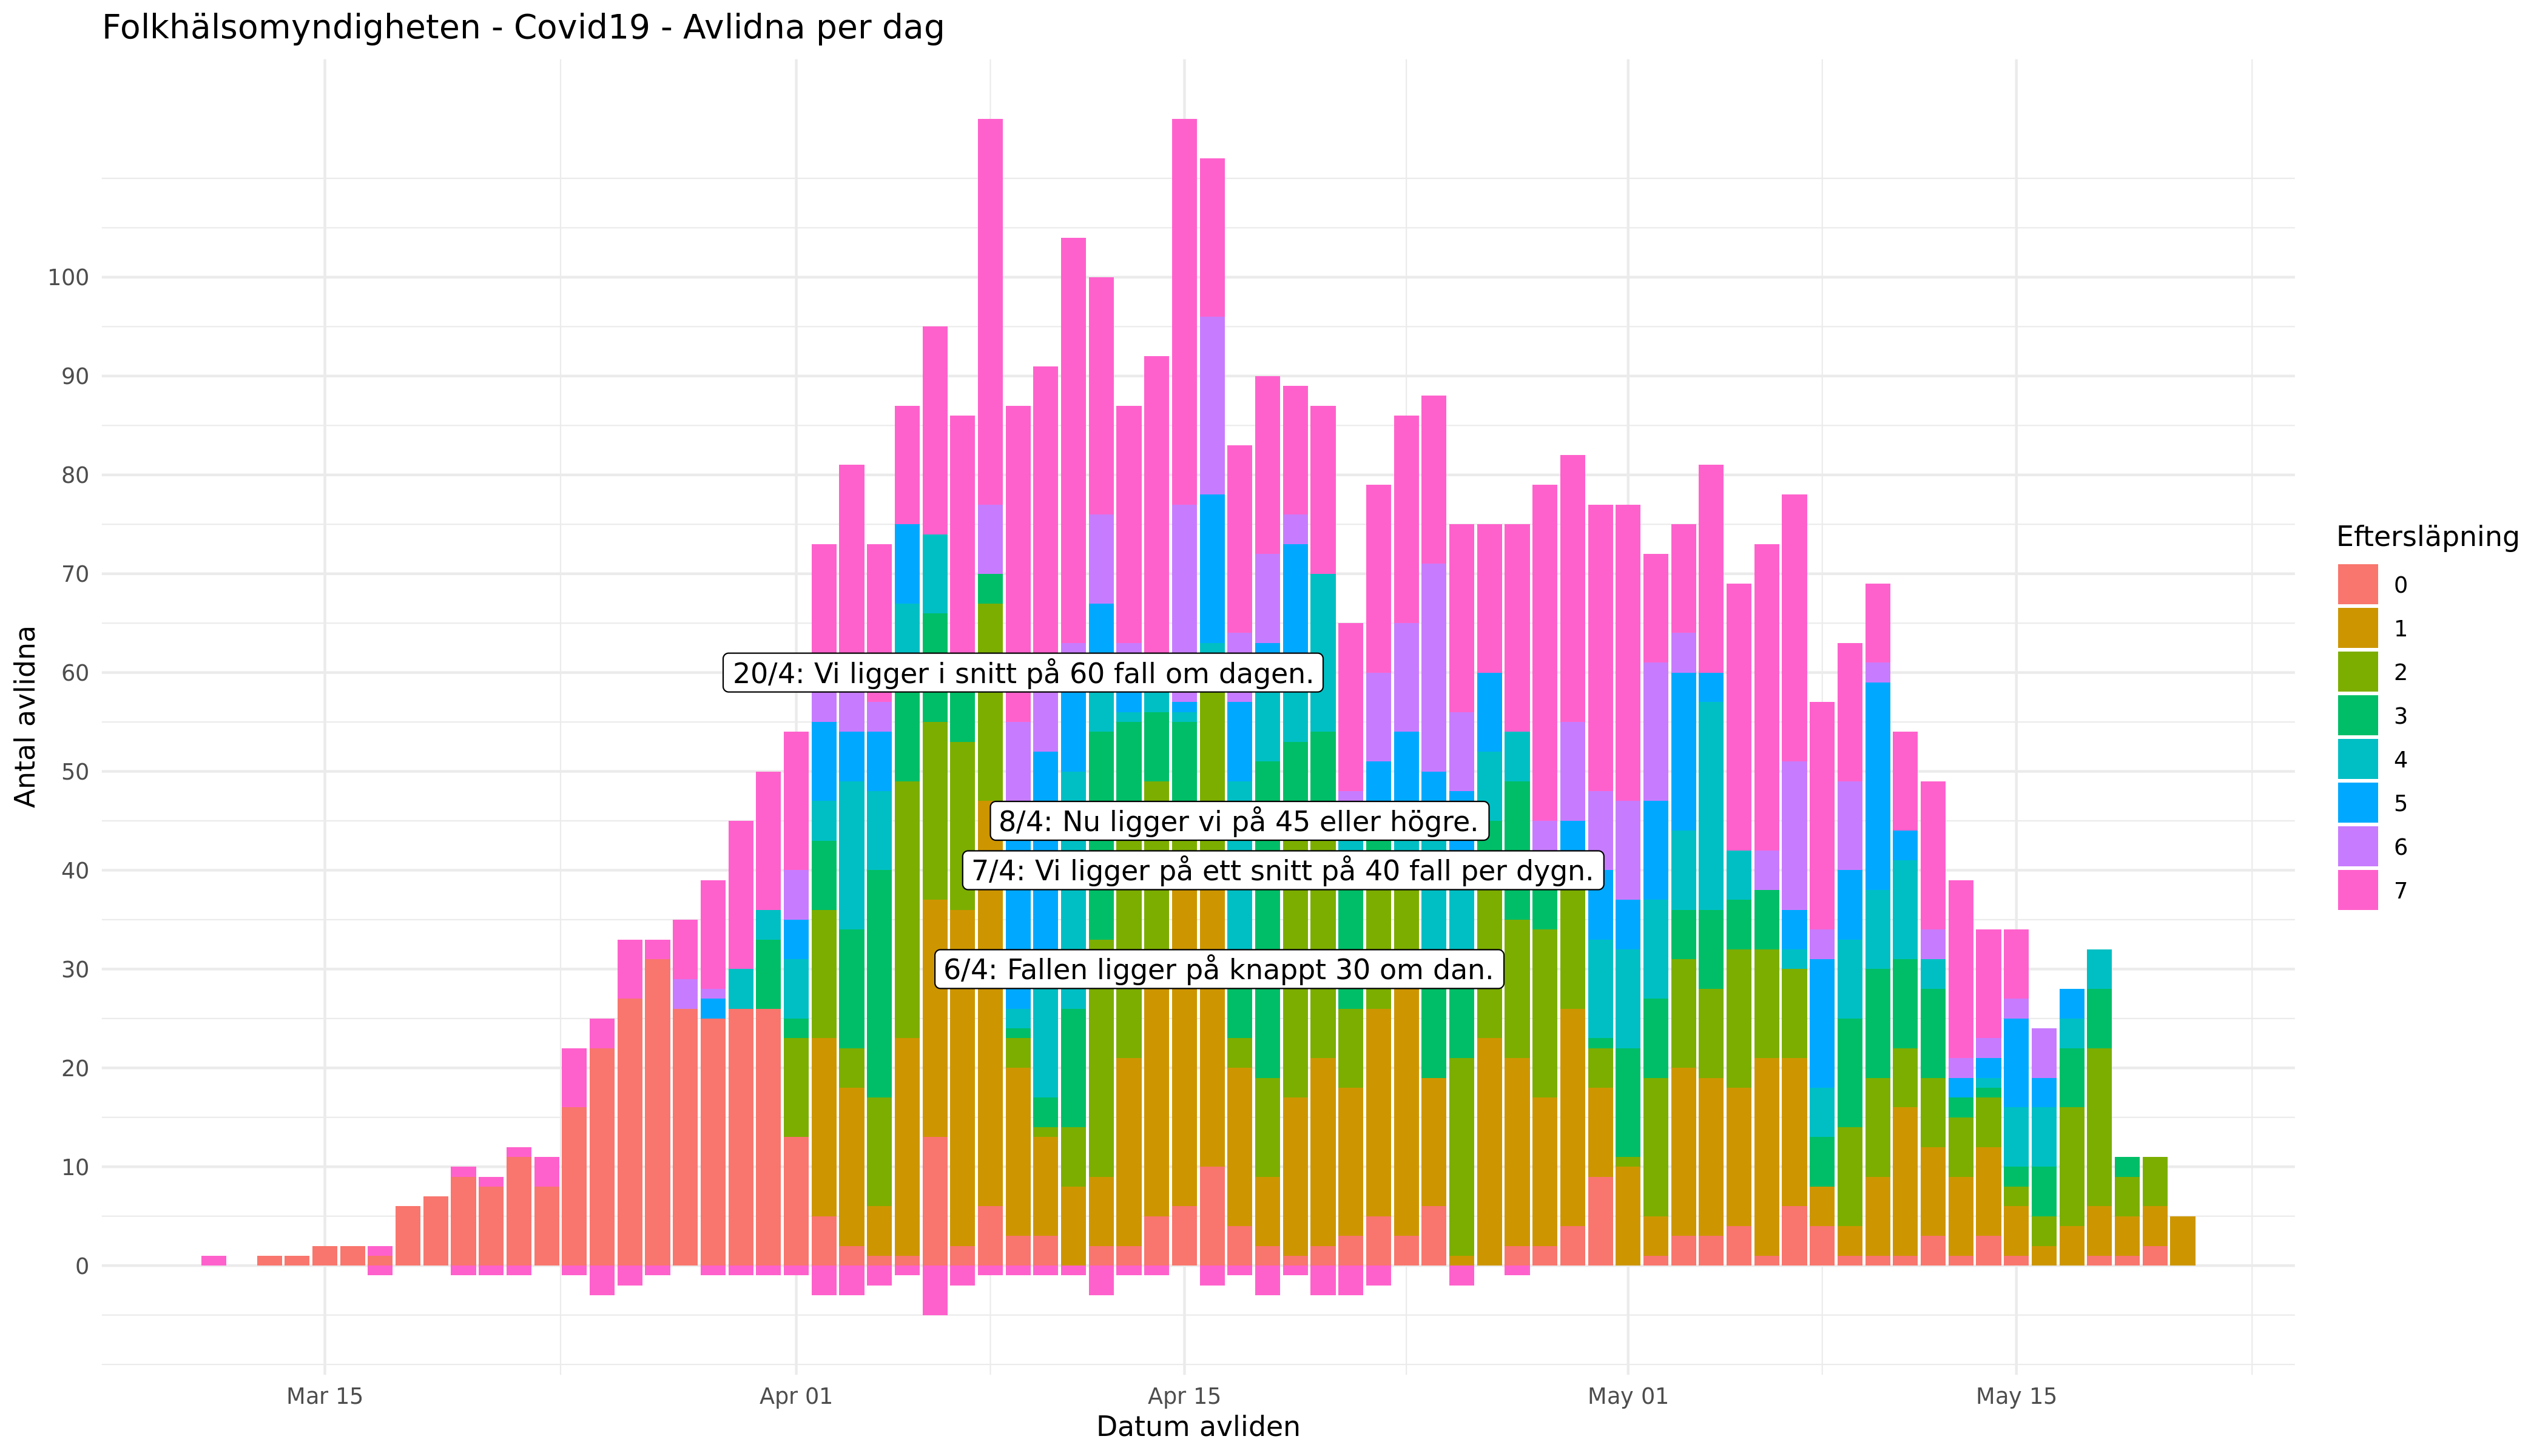 Folkhälsomyndigheten - Covid19 - Avlidna per dag
Antal avlidna
100
90
80
70
60
50
40
30
20
10
0
20/4: Vi ligger i snitt på 60 fall om dagen.
8/4: Nu ligger vi på 45 eller högre.
7/4: Vi ligger på ett snitt på 40 fall per dygn.
6/4: Fallen ligger på knappt 30 om dan.
Mar 15
Apr 01
Apr 15
May 01
May 15
Datum avliden
Eftersläpning
0
1
2
3
4
5
6
7